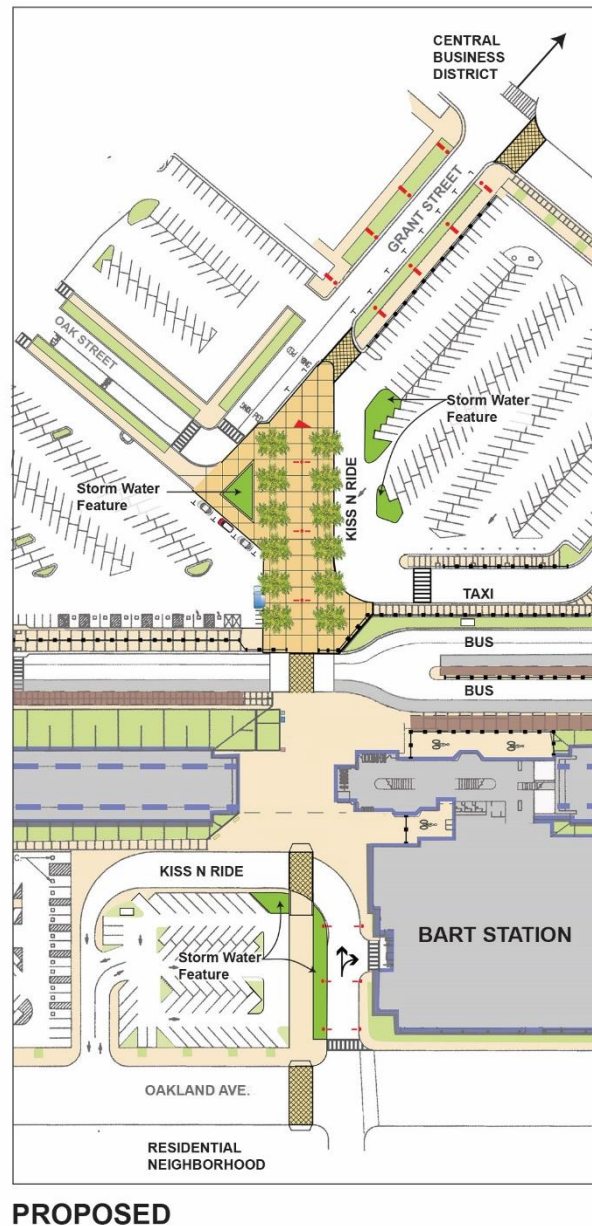 CENTRAL
BUSINESS
DISTRICT
GRANT STREET
OAK STREET
Storm Water
Feature
Storm Water
Feature
KISS N RIDE
TAXI
BUS
BUS
KISS N RIDE
BART STATION
Storm Water
Feature
OAKLAND AVE.
RESIDENTIAL
NEIGHBORHOOD
PROPOSED